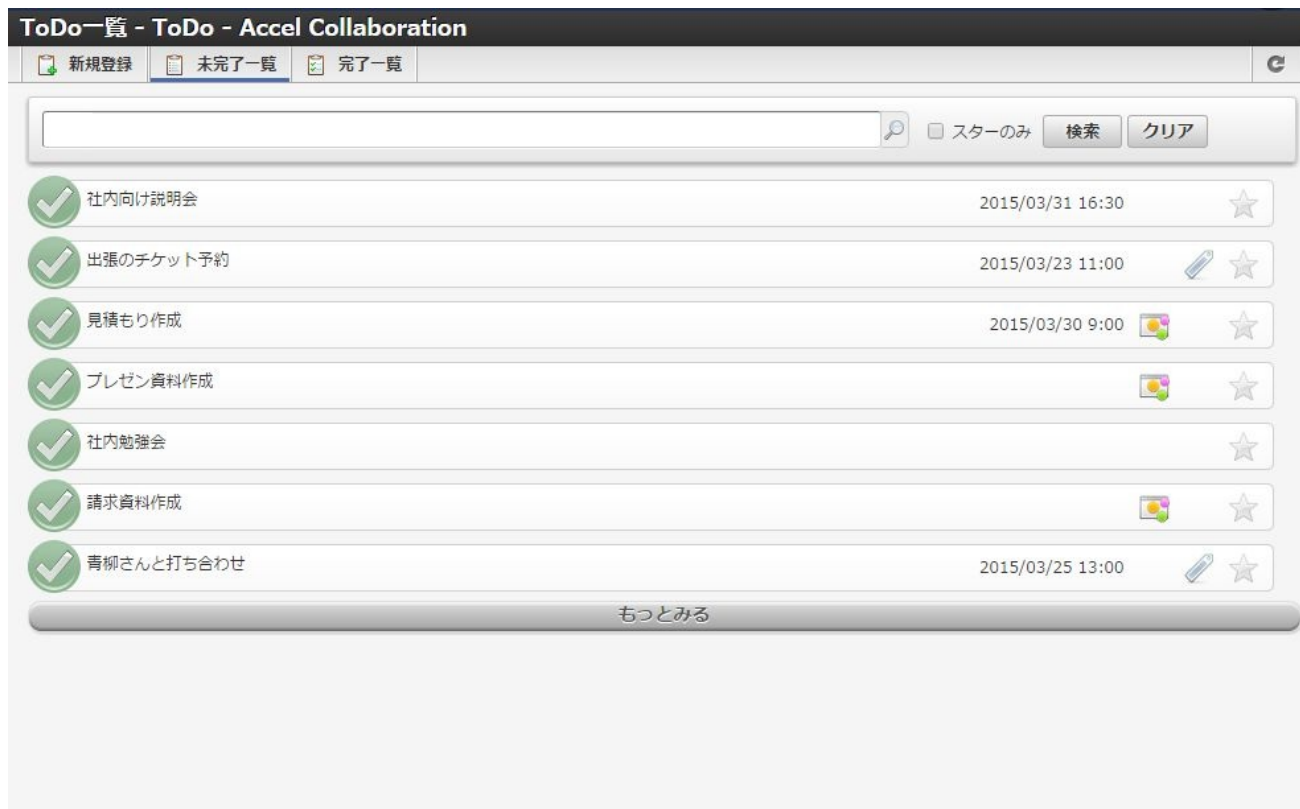 ToDo一覧 - ToDo - Accel Collaboration
新規登録 未完了一覧 完了一覧
スターのみ 検索 クリア
社内向け説明会 2015/03/31 16:30
出張のチケット予約 2015/03/23 11:00
見積もり作成 2015/03/30 9:00
プレゼン資料作成
社内勉強会
請求資料作成
青柳さんと打ち合わせ 2015/03/25 13:00
もっとみる